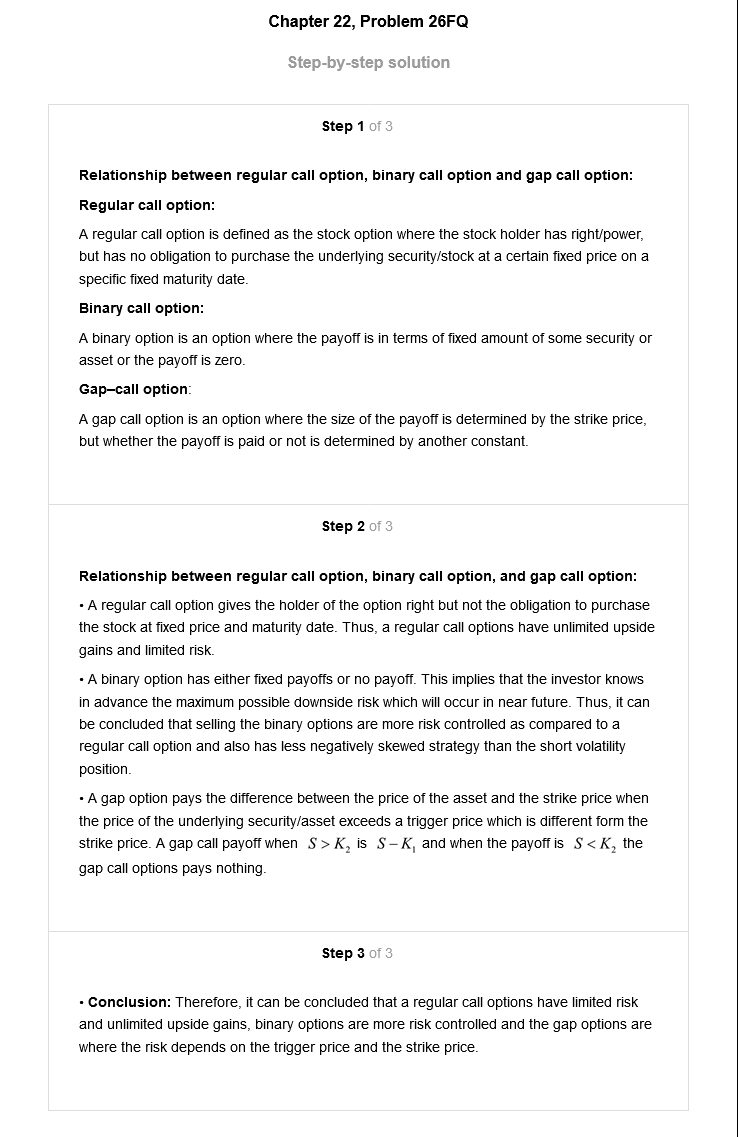 Chapter 22, Problem 26FQ
Step-by-step solution
Step 1 of 3
Relationship between regular call option, binary call option and gap call option:
Regular call option:
A regular call option is defined as the stock option where the stock holder has right/power,
but has no obligation to purchase the underlying security/stock at a certain fixed price on a
specific fixed maturity date.
Binary call option:
A binary option is an option where the payoff is in terms of fixed amount of some security or
asset or the payoff is zero.
Gap–call option:
A gap call option is an option where the size of the payoff is determined by the strike price,
but whether the payoff is paid or not is determined by another constant.
Step 2 of 3
Relationship between regular call option, binary call option, and gap call option:
• A regular call option gives the holder of the option right but not the obligation to purchase
the stock at fixed price and maturity date. Thus, a regular call options have unlimited upside
gains and limited risk.
• A binary option has either fixed payoffs or no payoff. This implies that the investor knows
in advance the maximum possible downside risk which will occur in near future. Thus, it can
be concluded that selling the binary options are more risk controlled as compared to a
regular call option and also has less negatively skewed strategy than the short volatility
position.
• A gap option pays the difference between the price of the asset and the strike price when
the price of the underlying security/asset exceeds a trigger price which is different form the
strike price. A gap call payoff when S > K₂ is S − K₁ and when the payoff is S < K₂ the
gap call options pays nothing.
Step 3 of 3
• Conclusion: Therefore, it can be concluded that a regular call options have limited risk
and unlimited upside gains, binary options are more risk controlled and the gap options are
where the risk depends on the trigger price and the strike price.